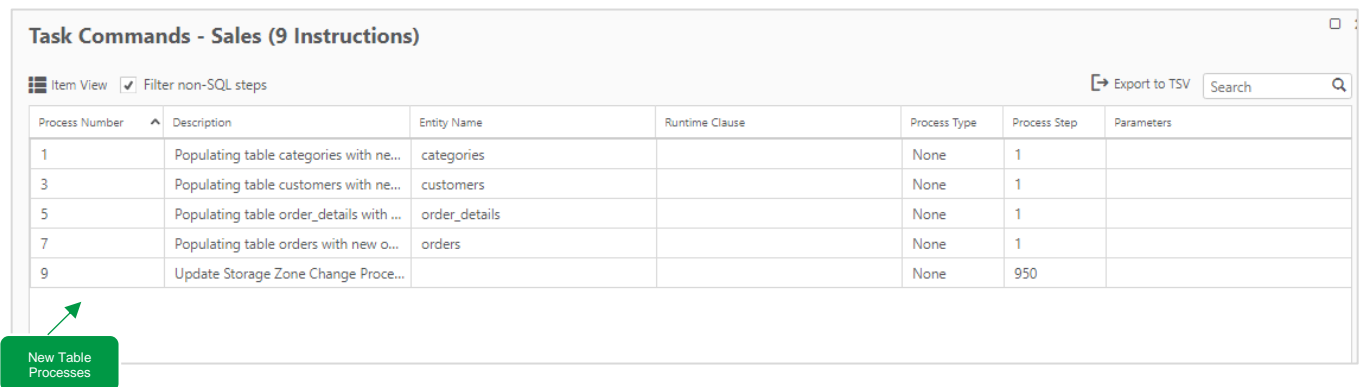 Task Commands - Sales (9 Instructions)
Item View Filter non-SQL steps Export to TSV Search
Process Number Description Entity Name Runtime Clause Process Type Process Step Parameters
1 Populating table categories with ne... categories None 1
3 Populating table customers with ne... customers None 1
5 Populating table order_details with ... order_details None 1
7 Populating table orders with new o... orders None 1
9 Update Storage Zone Change Proce... None 950
New Table
Processes